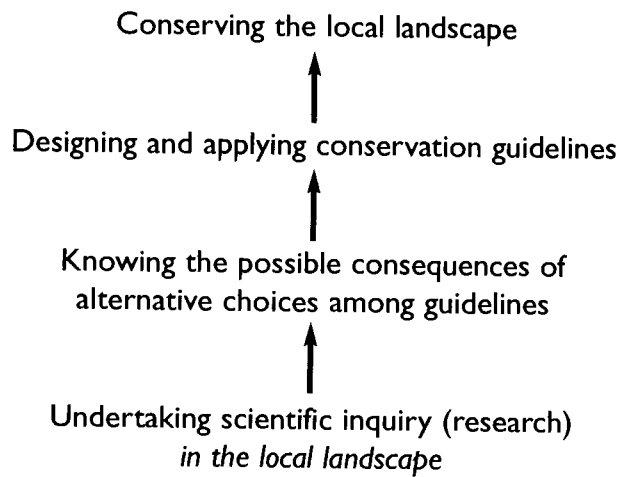 Conserving the local landscape
Designing and applying conservation guidelines
Knowing the possible consequences of
alternative choices among guidelines
Undertaking scientific inquiry (research)
in the local landscape